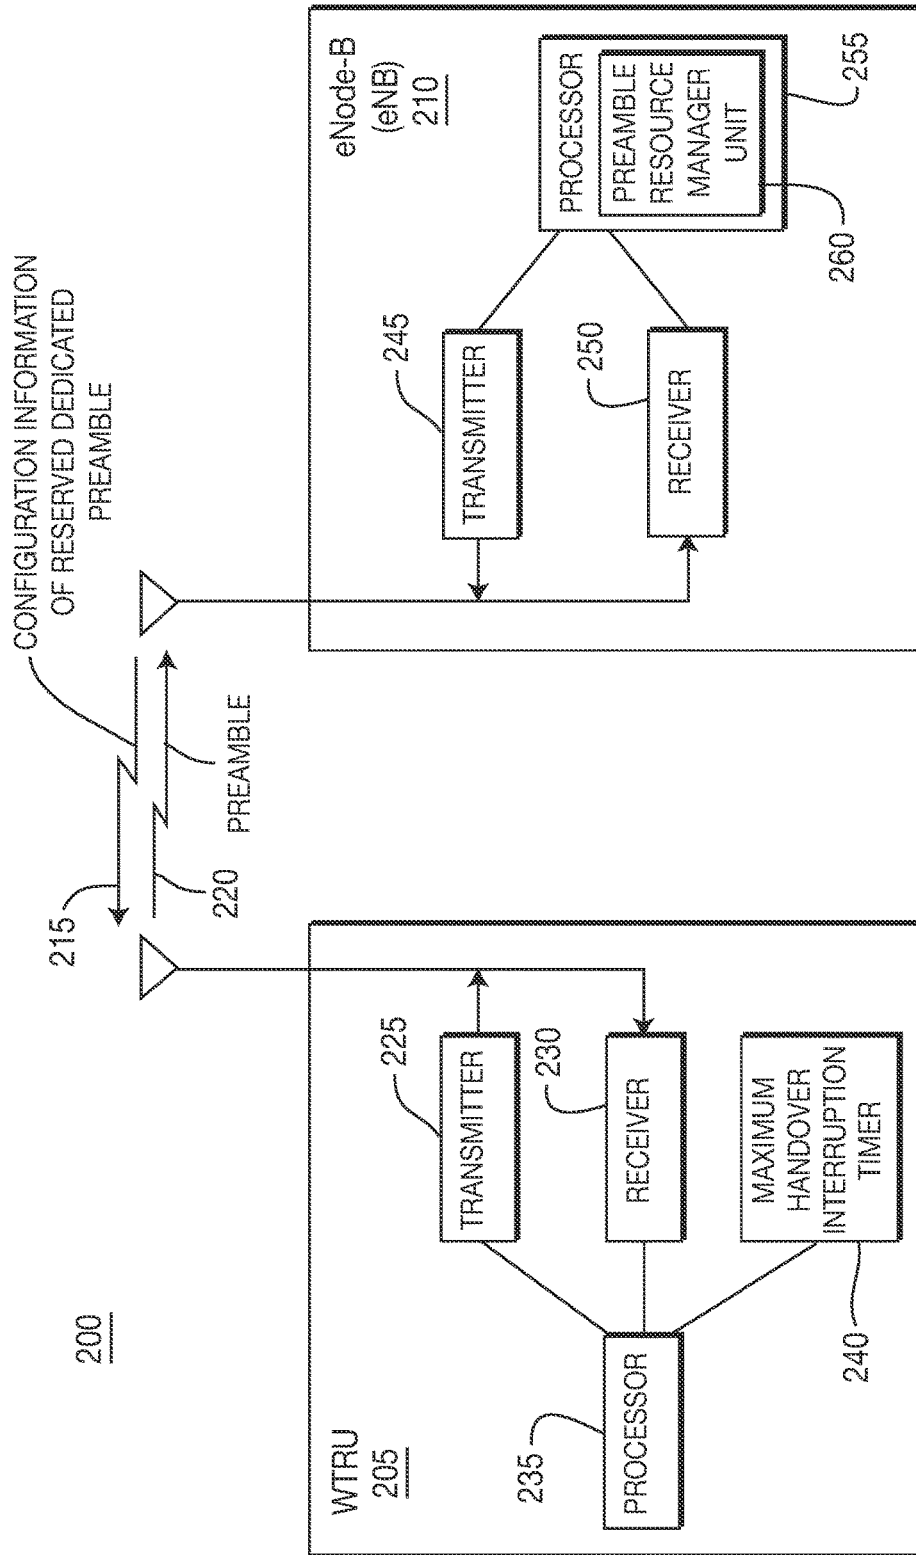 200
WTRU
205
235
PROCESSOR
TRANSMITTER
225
RECEIVER
230
MAXIMUM
HANDOVER
INTERRUPTION
TIMER
240
215
220
PREAMBLE
CONFIGURATION INFORMATION
OF RESERVED DEDICATED
PREAMBLE
eNode-B
(eNB)
210
TRANSMITTER
245
RECEIVER
250
PROCESSOR
PREAMBLE
RESOURCE
MANAGER
UNIT
260
255